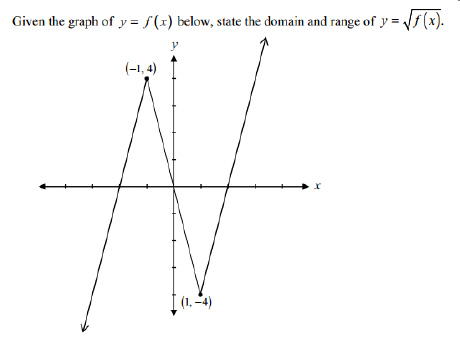 Given the graph of y = f(x) below, state the domain and range of y = √f(x).
y
(−1, 4)
x
(1, −4)